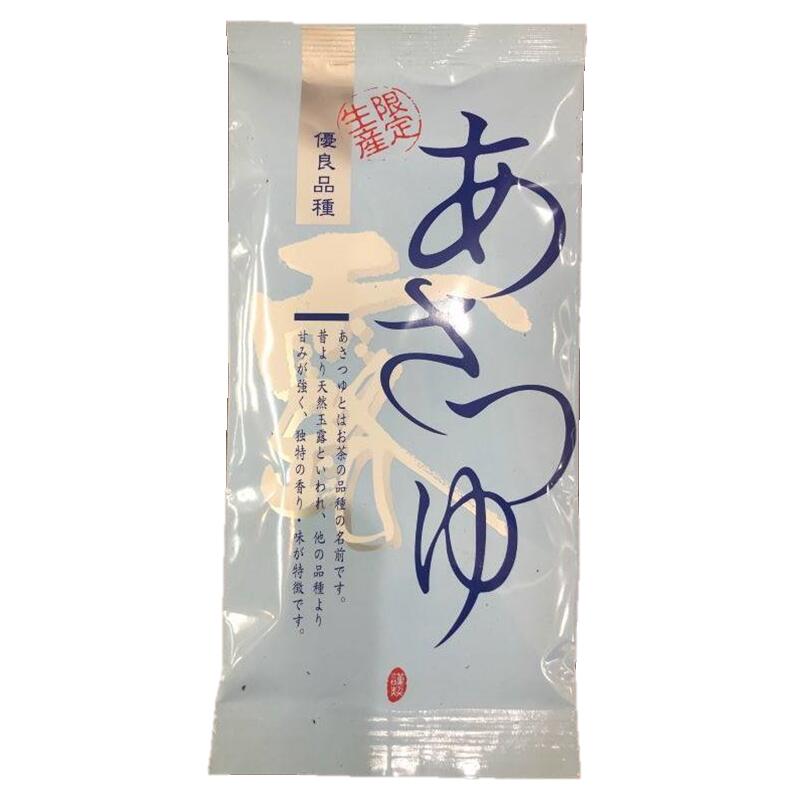 あさつゆ
限定
生産
優良品種
露
あさつゆとはお茶の品種の名前です。
昔より天然玉露といわれ、他の品種より
甘みが強く、独特の香り・味が特徴です。
謹製